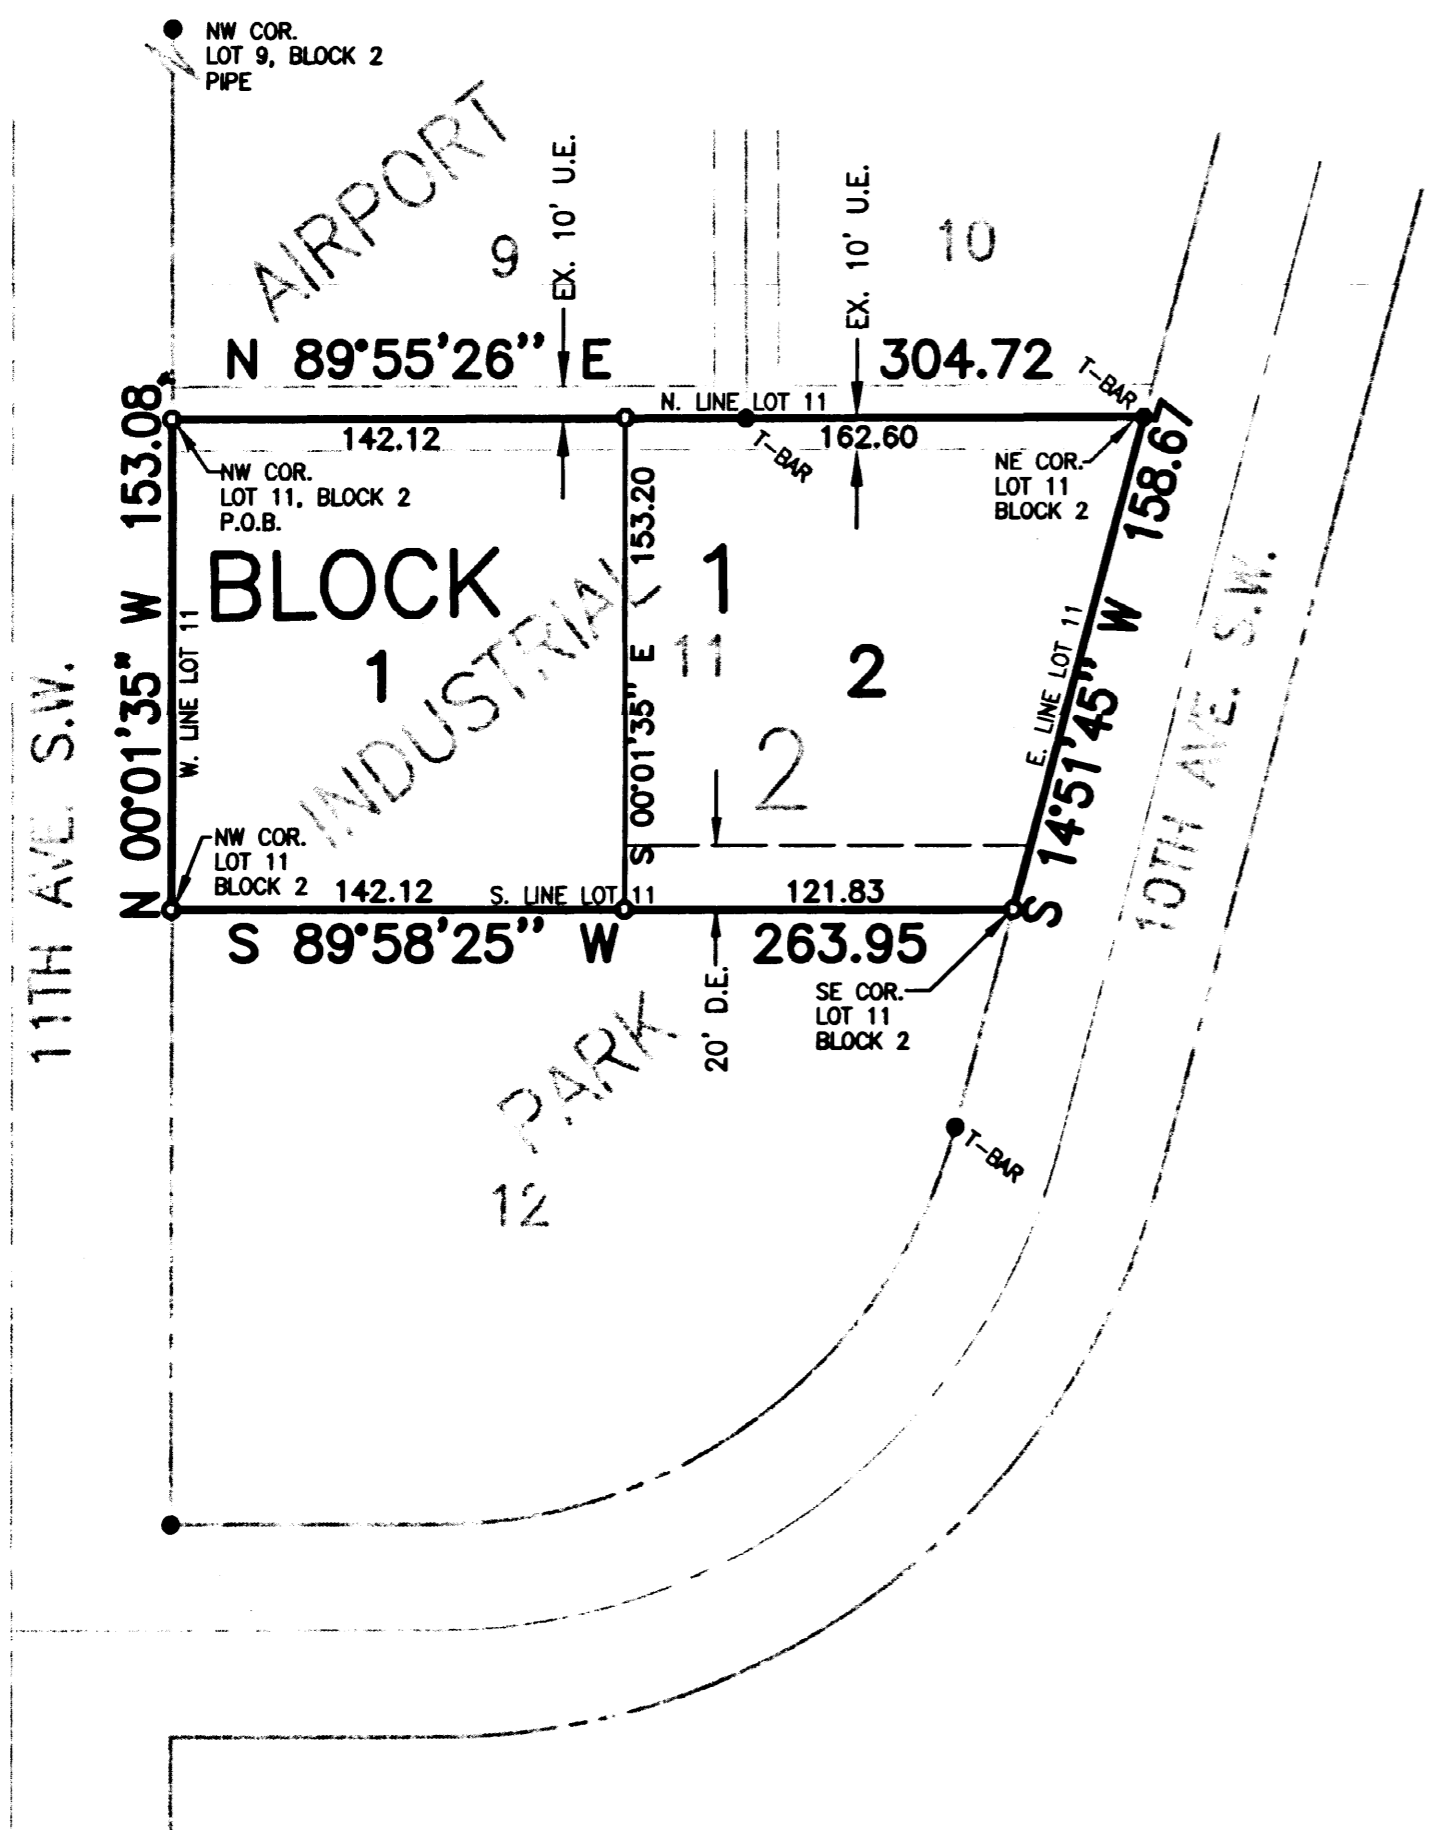 NW COR.
LOT 9, BLOCK 2
PIPE
AIRPORT
9
EX. 10' U.E.
EX. 10' U.E.
10
N 89°55'26" E
304.72
T-BAR
N. LINE LOT 11
142.12
162.60
T-BAR
NW COR.
LOT 11, BLOCK 2
P.O.B.
NE COR.
LOT 11
BLOCK 2
N 00°01'35" W 153.08'
W. LINE LOT 11
BLOCK
1
1
INDUSTRIAL
S 00°01'35" E 153.20
11
2
2
E. LINE LOT 11
S 14°51'45" W 158.67
11TH AVE. S.W.
10TH AVE. S.W.
NW COR.
LOT 11
BLOCK 2
142.12
S. LINE LOT 11
121.83
S 89°58'25" W
263.95
20' D.E.
SE COR.
LOT 11
BLOCK 2
PARK
T-BAR
12